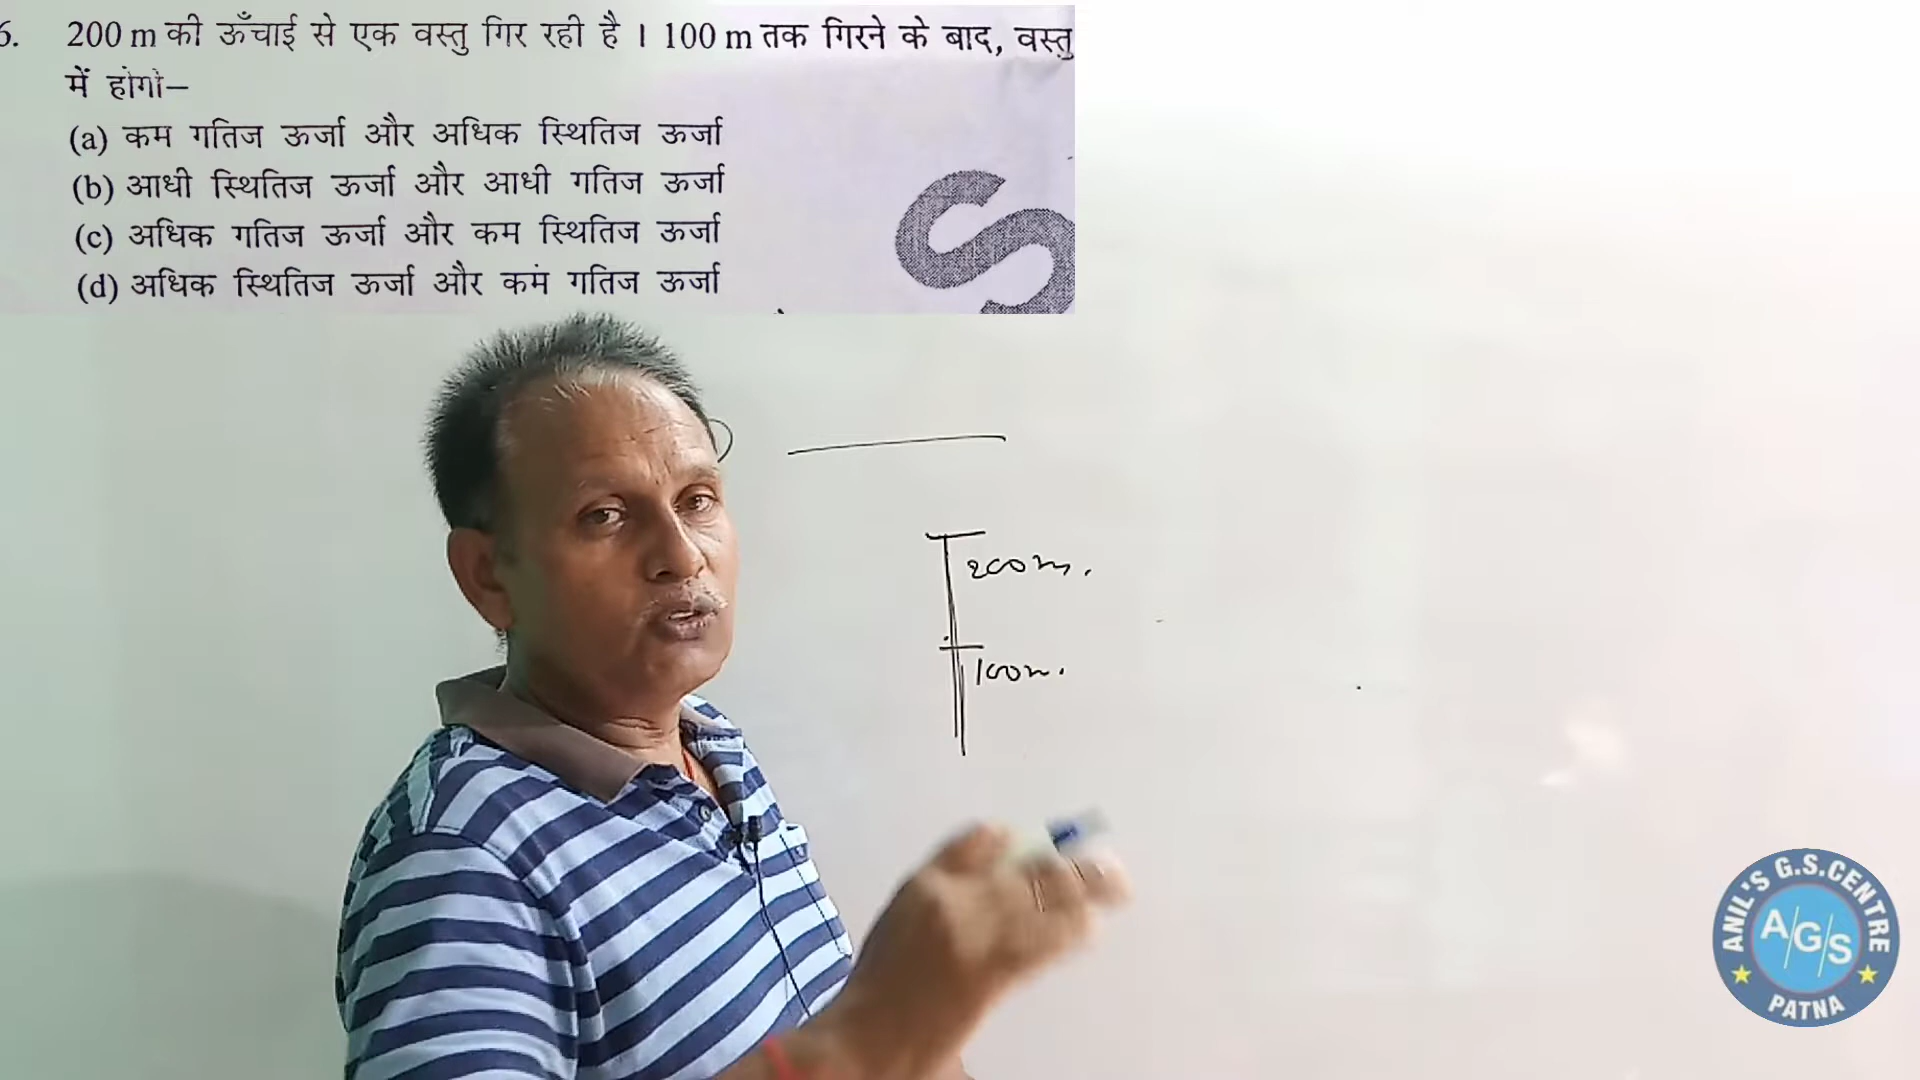 6. 200 m की ऊँचाई से एक वस्तु गिर रही है । 100 m तक गिरने के बाद, वस्तु
में होगी–
(a) कम गतिज ऊर्जा और अधिक स्थितिज ऊर्जा
(b) आधी स्थितिज ऊर्जा और आधी गतिज ऊर्जा
(c) अधिक गतिज ऊर्जा और कम स्थितिज ऊर्जा
(d) अधिक स्थितिज ऊर्जा और कम गतिज ऊर्जा
S
200m.
100m.
ANIL'S G.S.CENTRE
A/G/S
PATNA